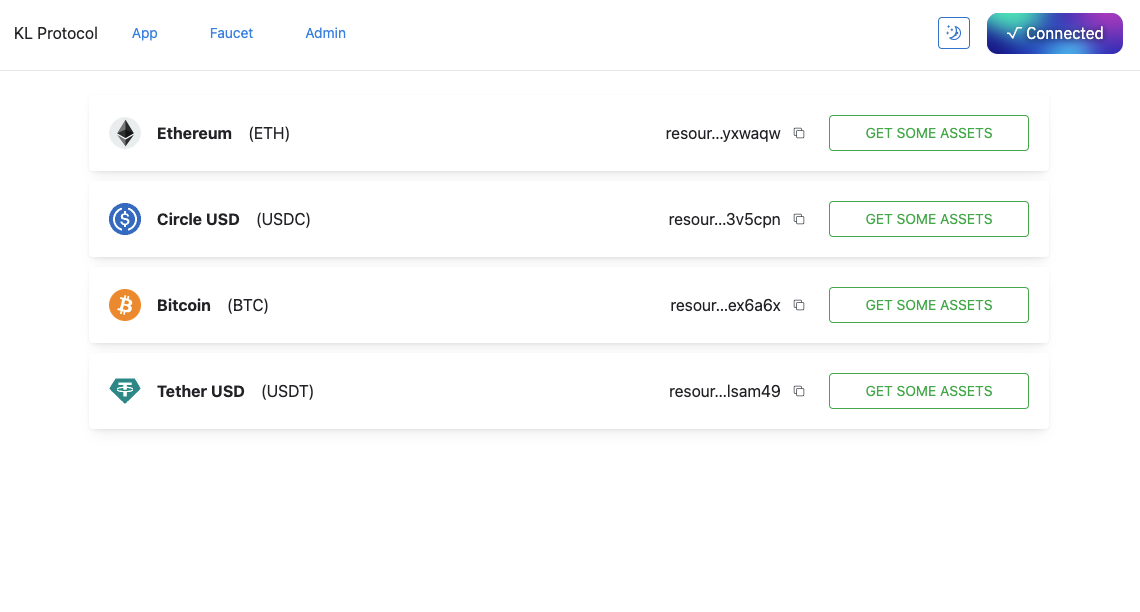 KL Protocol App Faucet Admin √ Connected
Ethereum (ETH) resour...yxwaqw GET SOME ASSETS
Circle USD (USDC) resour...3v5cpn GET SOME ASSETS
Bitcoin (BTC) resour...ex6a6x GET SOME ASSETS
Tether USD (USDT) resour...lsam49 GET SOME ASSETS